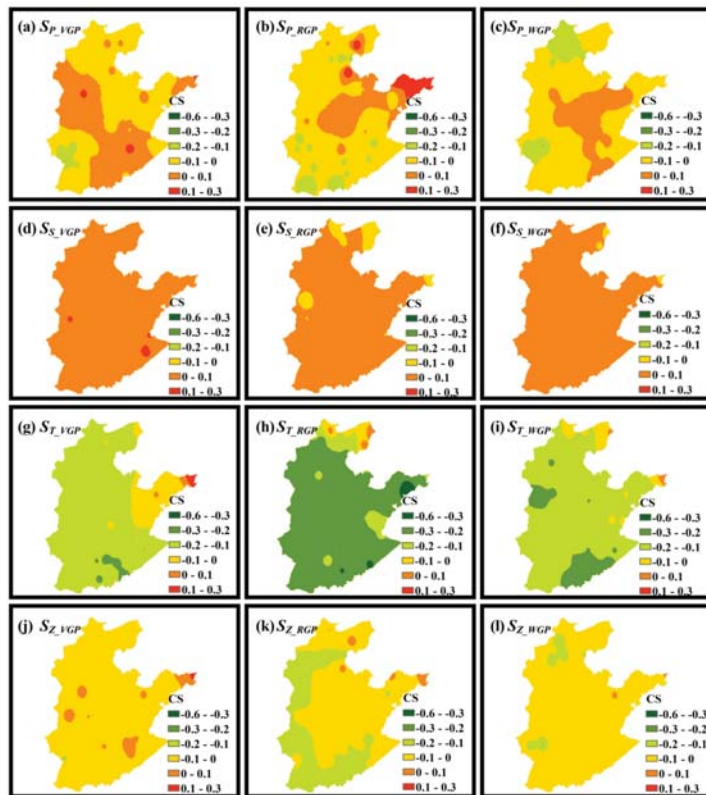 (a) S_P_VGP
CS
-0.6 - -0.3
-0.3 - -0.2
-0.2 - -0.1
-0.1 - 0
0 - 0.1
0.1 - 0.3
(b) S_P_RGP
CS
-0.6 - -0.3
-0.3 - -0.2
-0.2 - -0.1
-0.1 - 0
0 - 0.1
0.1 - 0.3
(c) S_P_WGP
CS
-0.6 - -0.3
-0.3 - -0.2
-0.2 - -0.1
-0.1 - 0
0 - 0.1
0.1 - 0.3
(d) S_S_VGP
CS
-0.6 - -0.3
-0.3 - -0.2
-0.2 - -0.1
-0.1 - 0
0 - 0.1
0.1 - 0.3
(e) S_S_RGP
CS
-0.6 - -0.3
-0.3 - -0.2
-0.2 - -0.1
-0.1 - 0
0 - 0.1
0.1 - 0.3
(f) S_S_WGP
CS
-0.6 - -0.3
-0.3 - -0.2
-0.2 - -0.1
-0.1 - 0
0 - 0.1
0.1 - 0.3
(g) S_T_VGP
CS
-0.6 - -0.3
-0.3 - -0.2
-0.2 - -0.1
-0.1 - 0
0 - 0.1
0.1 - 0.3
(h) S_T_RGP
CS
-0.6 - -0.3
-0.3 - -0.2
-0.2 - -0.1
-0.1 - 0
0 - 0.1
0.1 - 0.3
(i) S_T_WGP
CS
-0.6 - -0.3
-0.3 - -0.2
-0.2 - -0.1
-0.1 - 0
0 - 0.1
0.1 - 0.3
(j) S_Z_VGP
CS
-0.6 - -0.3
-0.3 - -0.2
-0.2 - -0.1
-0.1 - 0
0 - 0.1
0.1 - 0.3
(k) S_Z_RGP
CS
-0.6 - -0.3
-0.3 - -0.2
-0.2 - -0.1
-0.1 - 0
0 - 0.1
0.1 - 0.3
(l) S_Z_WGP
CS
-0.6 - -0.3
-0.3 - -0.2
-0.2 - -0.1
-0.1 - 0
0 - 0.1
0.1 - 0.3